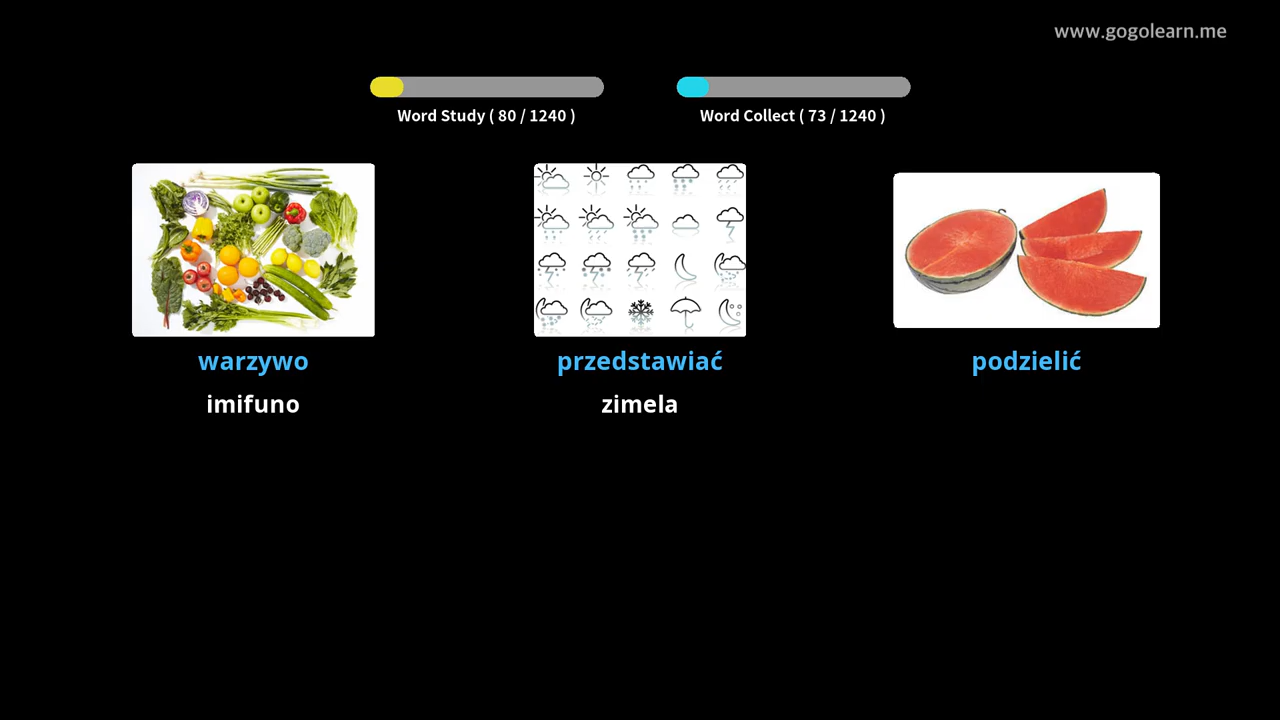 www.gogolearn.me
Word Study ( 80 / 1240 )
Word Collect ( 73 / 1240 )
warzywo
przedstawiać
podzielić
imifuno
zimela